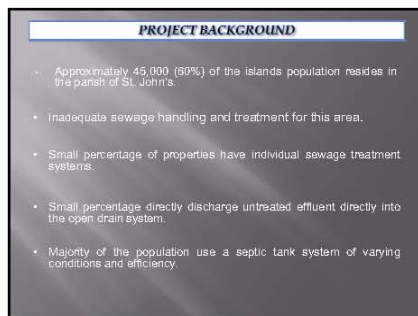 PROJECT BACKGROUND
- Approximately 45,000 (60%) of the islands population resides in
the parish of St. John's.
• Inadequate sewage handling and treatment for this area.
• Small percentage of properties have individual sewage treatment
systems.
• Small percentage directly discharge untreated effluent directly into
the open drain system.
• Majority of the population use a septic tank system of varying
conditions and efficiency.